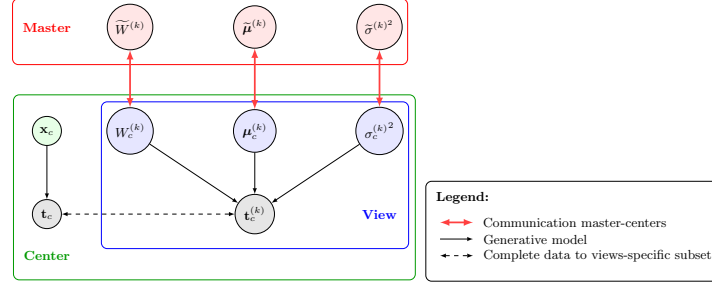 Master W̃^(k) μ̃^(k) σ̃^(k)²
x_c W_c^(k) μ_c^(k) σ_c^(k)²
t_c t_c^(k) View
Center
Legend:
Communication master-centers
Generative model
Complete data to views-specific subset